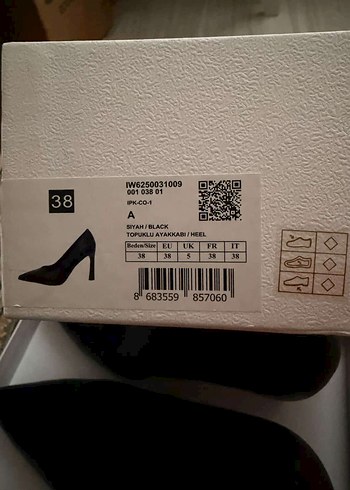 38
IW6250031009
001 038 01
IPK-CO-1
A
SIYAH / BLACK
TOPUKLU AYAKKABI / HEEL
Beden/Size EU UK FR IT
38 38 5 38 38
8 683559 857060